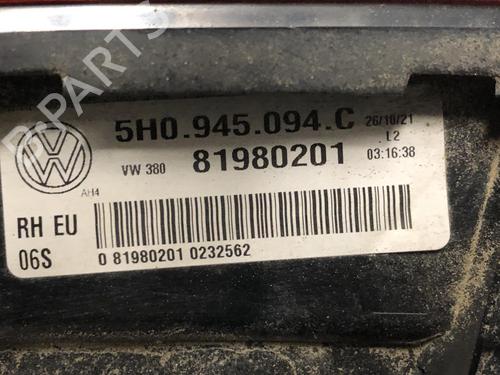 B-PARTS
5H0.945.094.C
26/10/21
L2
VW 380
81980201
03:16:38
AH4
RH EU
06S
0 81980201 0232562